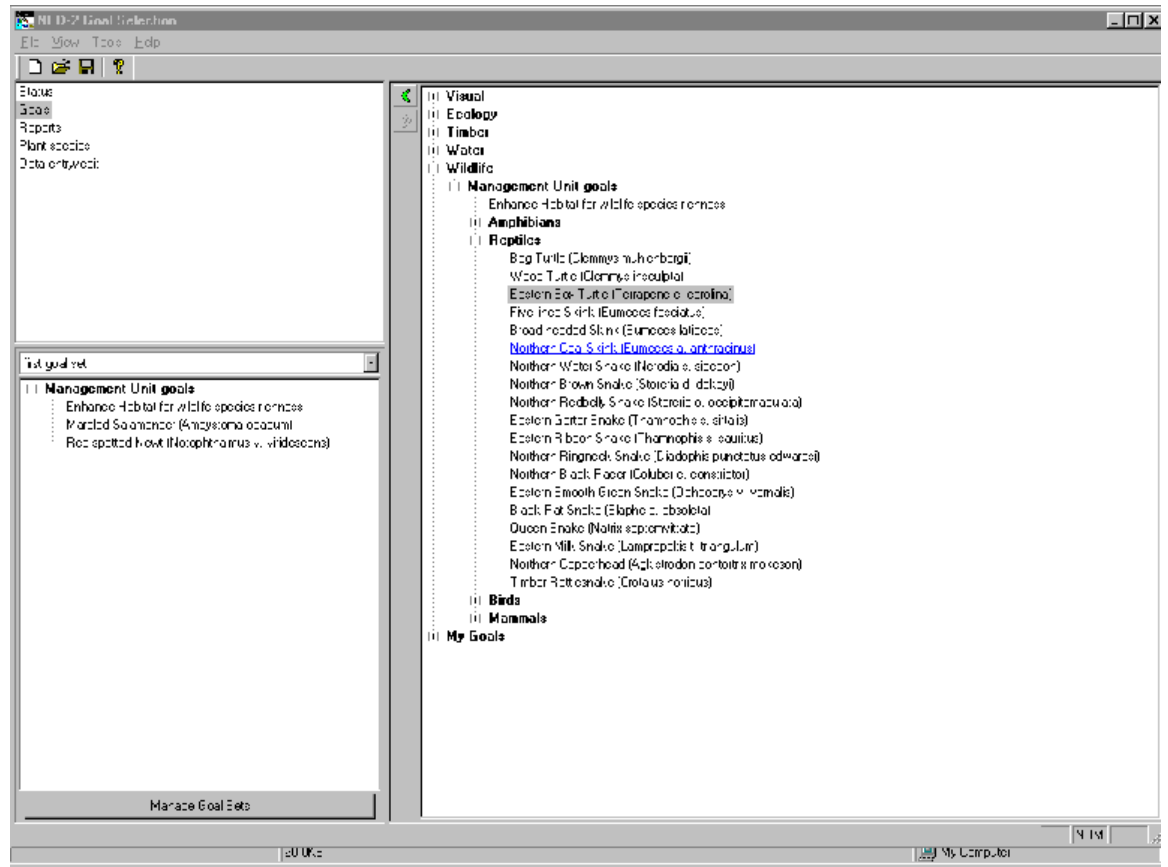 NED-2 Goal Selection
File View Tools Help
Status
Goals
Reports
Plant species
Data entry/edit
first goal set
Management Unit goals
Enhance Habitat for wildlife species richness
Marbled Salamander (Ambystoma opacum)
Red spotted Newt (Notophthalmus v. viridescens)
Manage Goal Sets
Visual
Ecology
Timber
Water
Wildlife
Management Unit goals
Enhance Habitat for wildlife species richness
Amphibians
Reptiles
Bog Turtle (Clemmys muhlenbergii)
Wood Turtle (Clemmys insculpta)
Eastern Box Turtle (Terrapene c. carolina)
Five lined Skink (Eumeces fasciatus)
Broad headed Skink (Eumeces laticeps)
Northern Coal Skink (Eumeces a. anthracinus)
Northern Water Snake (Nerodia s. sipedon)
Northern Brown Snake (Storeria d. dekayi)
Northern Redbelly Snake (Storeria o. occipitomaculata)
Eastern Garter Snake (Thamnophis s. sirtalis)
Eastern Ribbon Snake (Thamnophis s. sauritus)
Northern Ringneck Snake (Diadophis punctatus edwardsi)
Northern Black Racer (Coluber c. constrictor)
Eastern Smooth Green Snake (Opheodrys v. vernalis)
Black Rat Snake (Elaphe o. obsoleta)
Queen Snake (Natrix septemvittata)
Eastern Milk Snake (Lampropeltis t. triangulum)
Northern Copperhead (Agkistrodon contortrix mokeson)
Timber Rattlesnake (Crotalus horridus)
Birds
Mammals
My Goals
NUM
My Computer